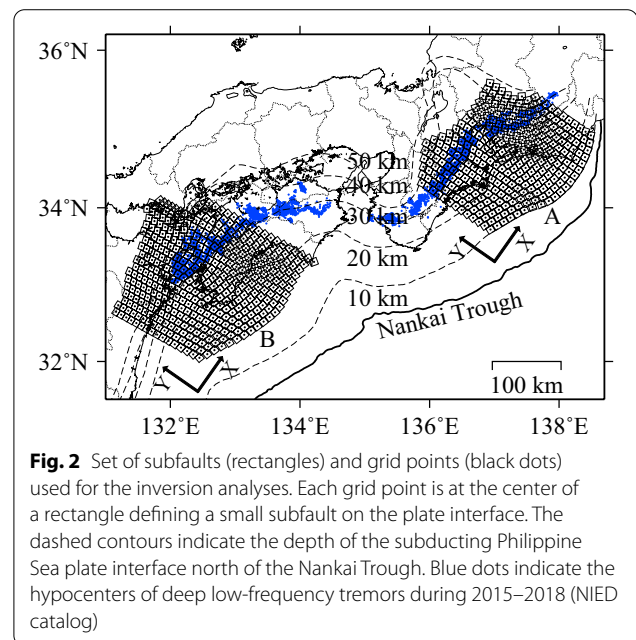 36°N
34°N
32°N
132°E
134°E
136°E
138°E
50 km
40 km
30 km
20 km
10 km
A
B
X
Y
X
Y
Nankai Trough
100 km
Fig. 2 Set of subfaults (rectangles) and grid points (black dots)
used for the inversion analyses. Each grid point is at the center of
a rectangle defining a small subfault on the plate interface. The
dashed contours indicate the depth of the subducting Philippine
Sea plate interface north of the Nankai Trough. Blue dots indicate the
hypocenters of deep low-frequency tremors during 2015–2018 (NIED
catalog)